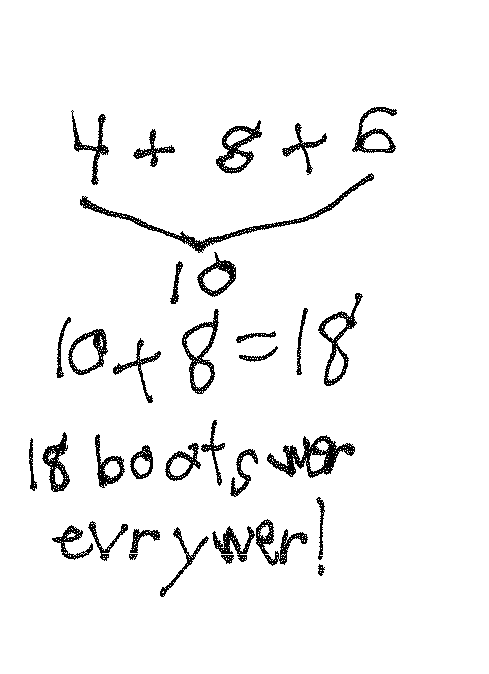 4 + 8 + 6
10
10 + 8 = 18
18 boats wer
evrywer!